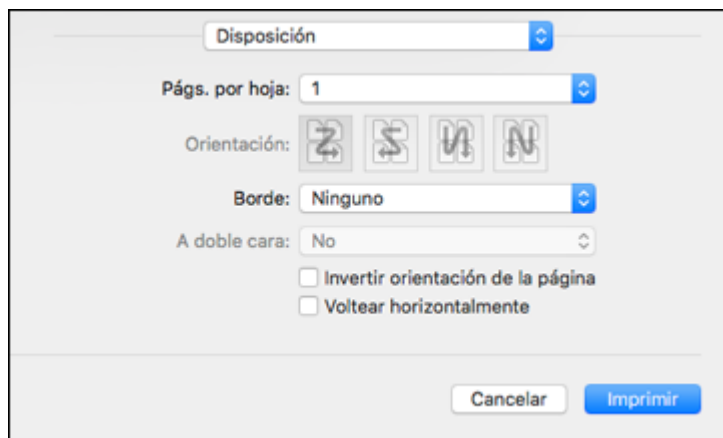 Disposición
Págs. por hoja: 1
Orientación:
Borde: Ninguno
A doble cara: No
Invertir orientación de la página
Voltear horizontalmente
Cancelar Imprimir